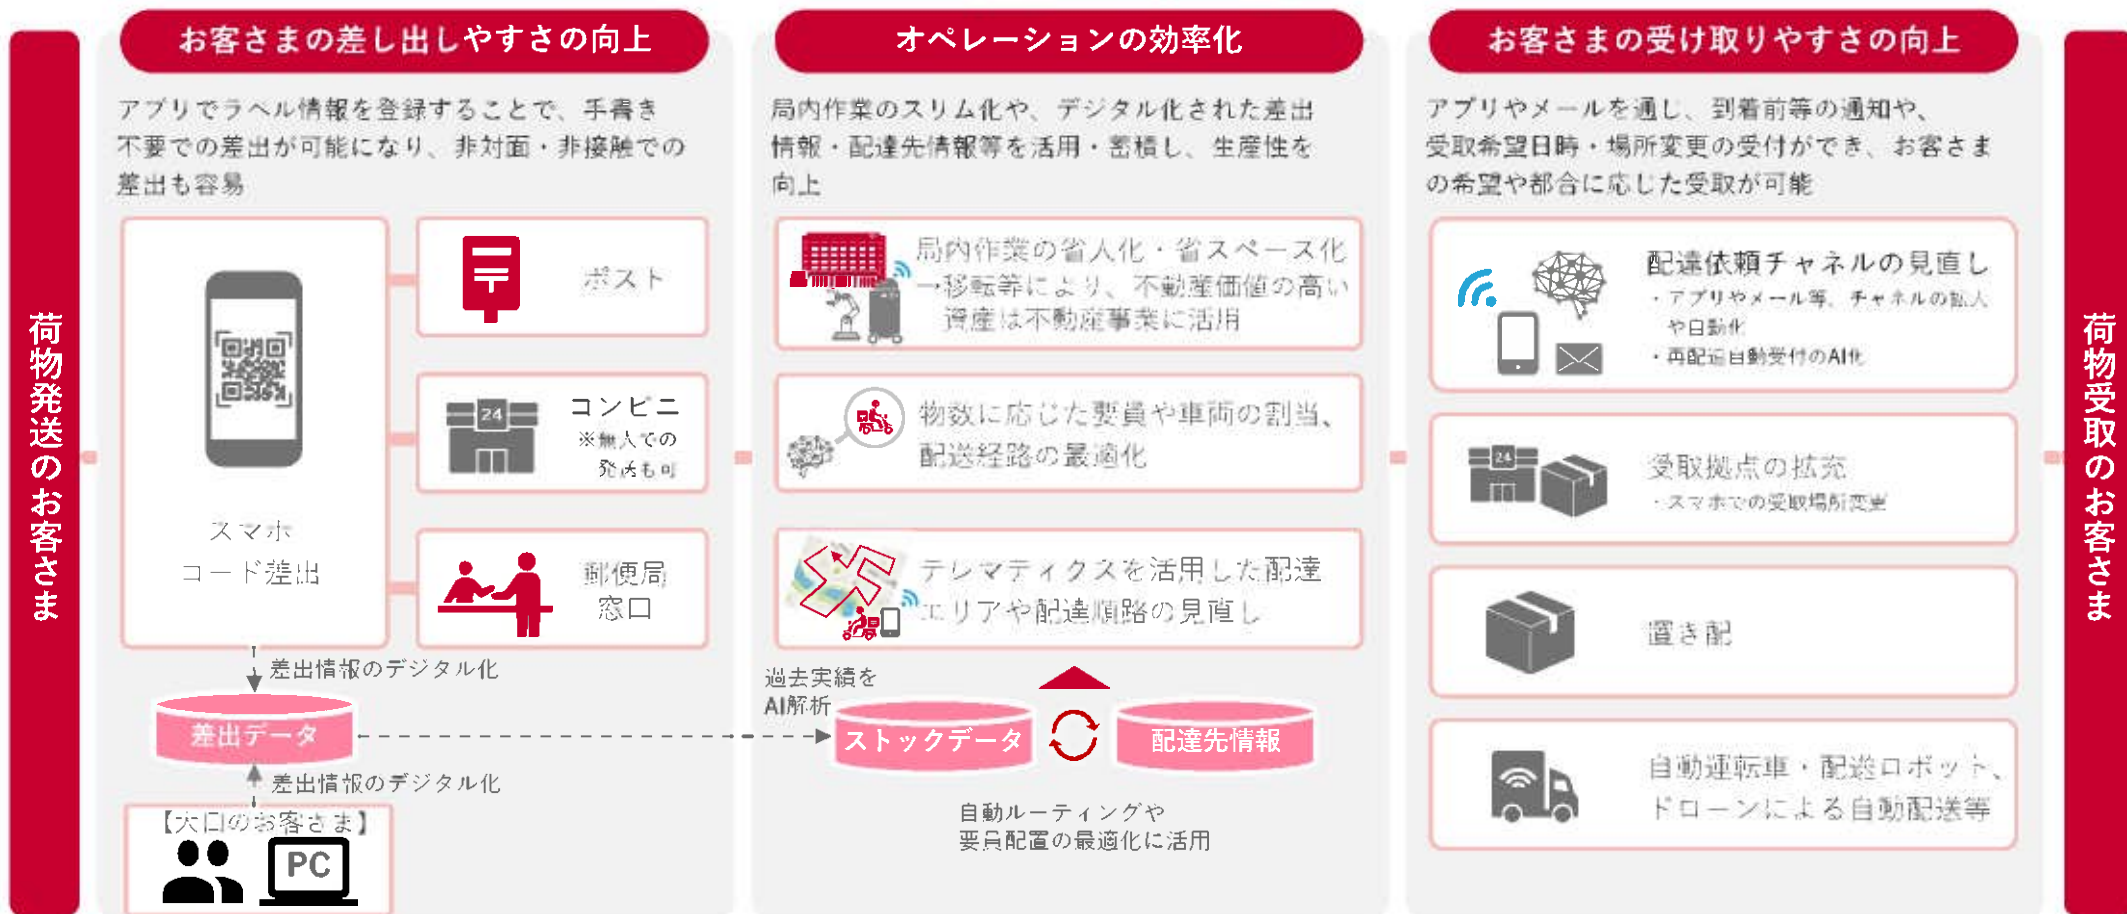 荷物発送のお客さま
お客さまの差し出しやすさの向上
アプリでラベル情報を登録することで、手書き
不要での差出が可能になり、非対面・非接触での
差出も容易
スマホ
コード差出
ポスト
24
コンビニ
※無人での
発送も可
郵便局
窓口
差出情報のデジタル化
差出データ
差出情報のデジタル化
【大口のお客さま】
PC
オペレーションの効率化
局内作業のスリム化や、デジタル化された差出
情報・配達先情報等を活用・蓄積し、生産性を
向上
局内作業の省人化・省スペース化
→移転等により、不動産価値の高い
資産は不動産事業に活用
物数に応じた要員や車両の割当、
配送経路の最適化
テレマティクスを活用した配達
エリアや配達順路の見直し
過去実績を
AI解析
ストックデータ
配達先情報
自動ルーティングや
要員配置の最適化に活用
お客さまの受け取りやすさの向上
アプリやメールを通し、到着前等の通知や、
受取希望日時・場所変更の受付ができ、お客さま
の希望や都合に応じた受取が可能
配達依頼チャネルの見直し
・アプリやメール等、チャネルの拡大
や自動化
・再配達自動受付のAI化
24
受取拠点の拡充
・スマホでの受取場所変更
置き配
自動運転車・配送ロボット、
ドローンによる自動配送等
荷物受取のお客さま